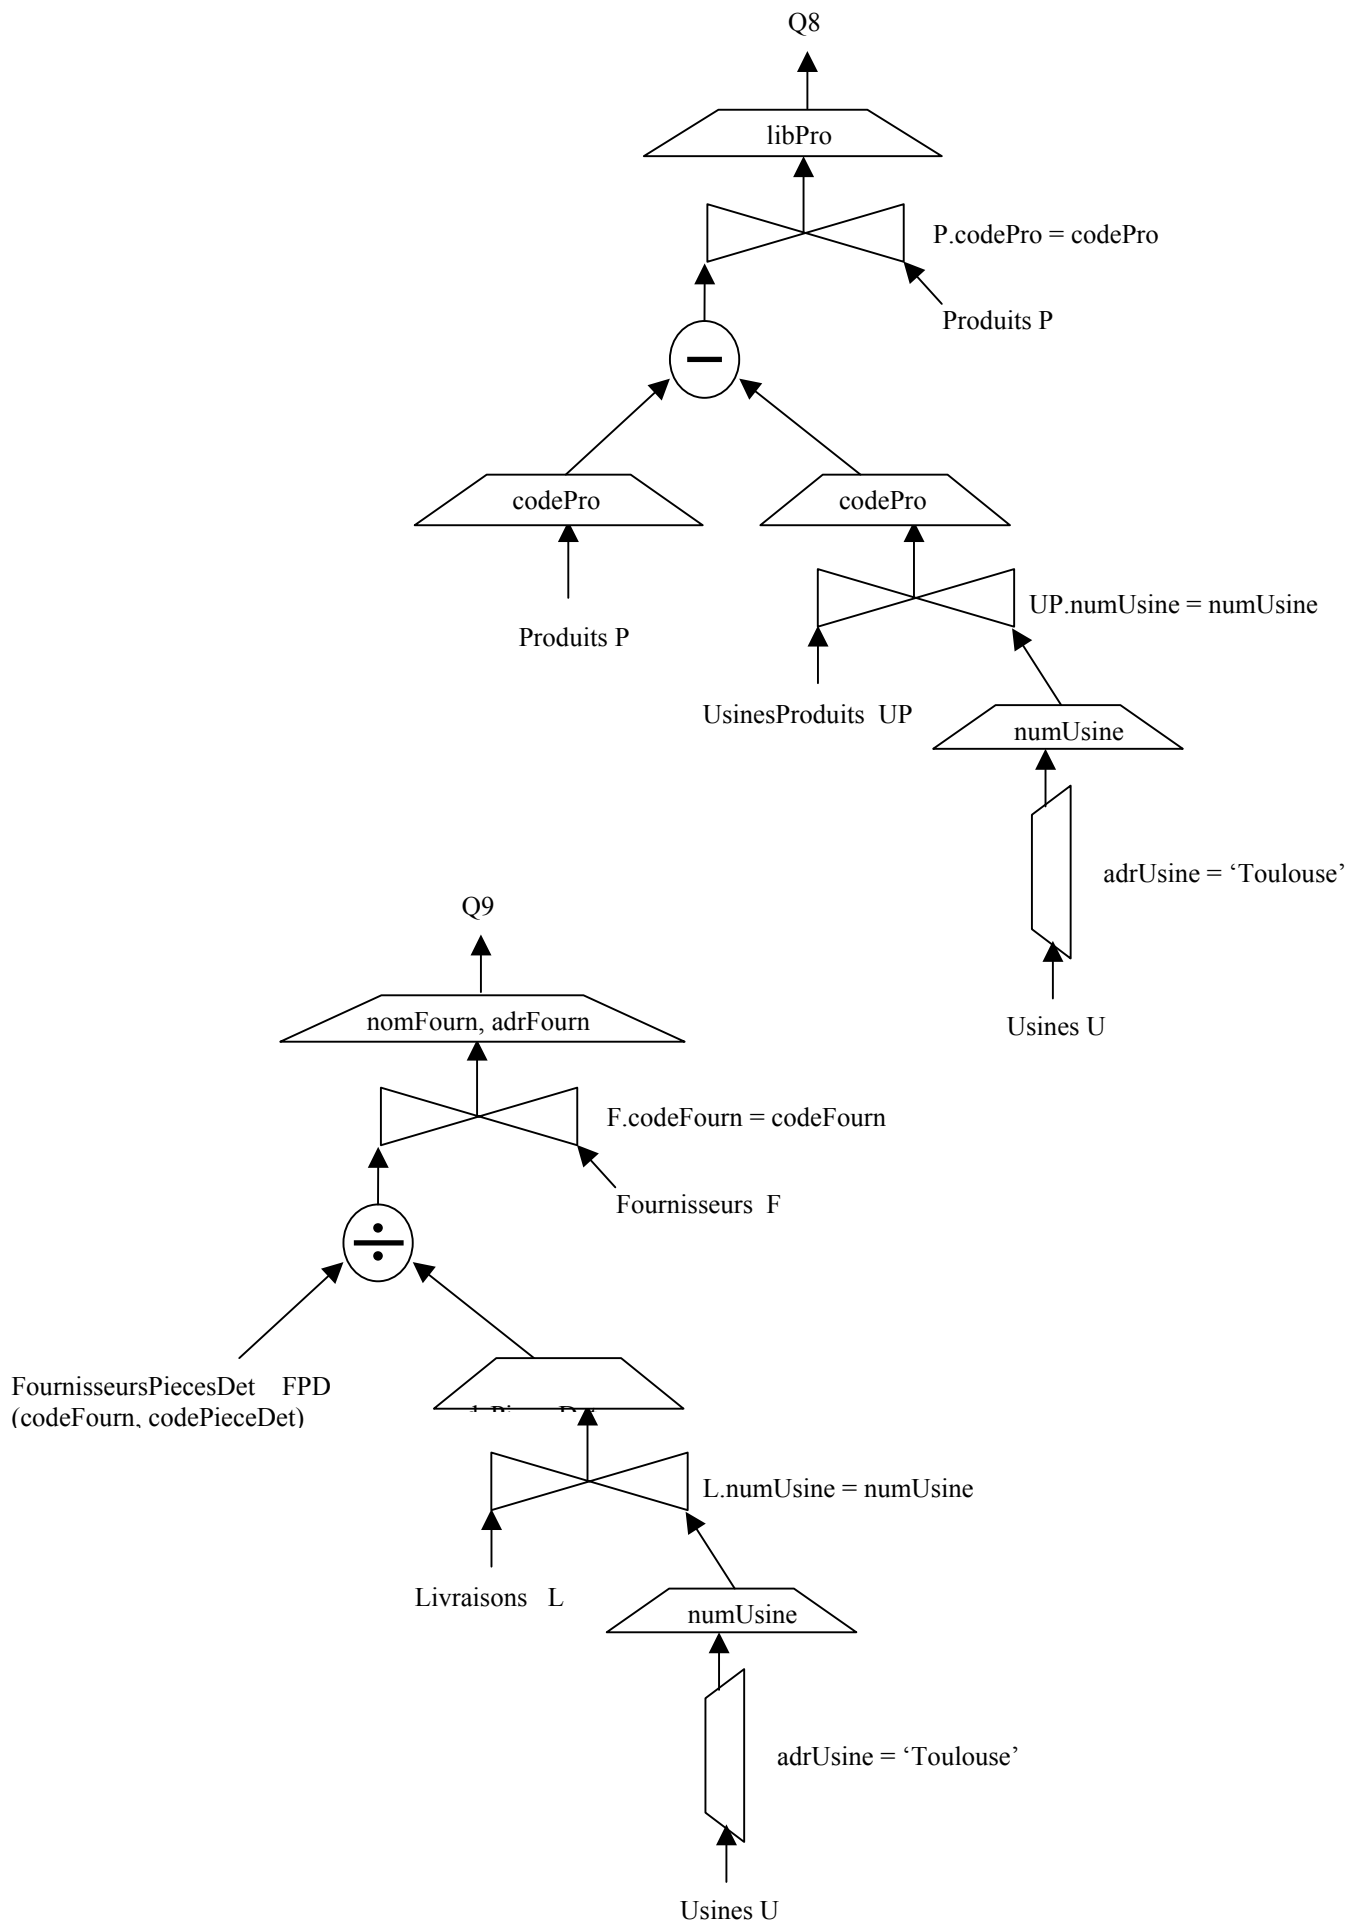 Q8
libPro
P.codePro = codePro
Produits P
codePro
codePro
UP.numUsine = numUsine
Produits P
UsinesProduits UP
numUsine
adrUsine = ‘Toulouse’
Usines U
Q9
nomFourn, adrFourn
F.codeFourn = codeFourn
Fournisseurs F
FournisseursPiecesDet FPD
(codeFourn, codePieceDet)
L.numUsine = numUsine
Livraisons L
numUsine
adrUsine = ‘Toulouse’
Usines U